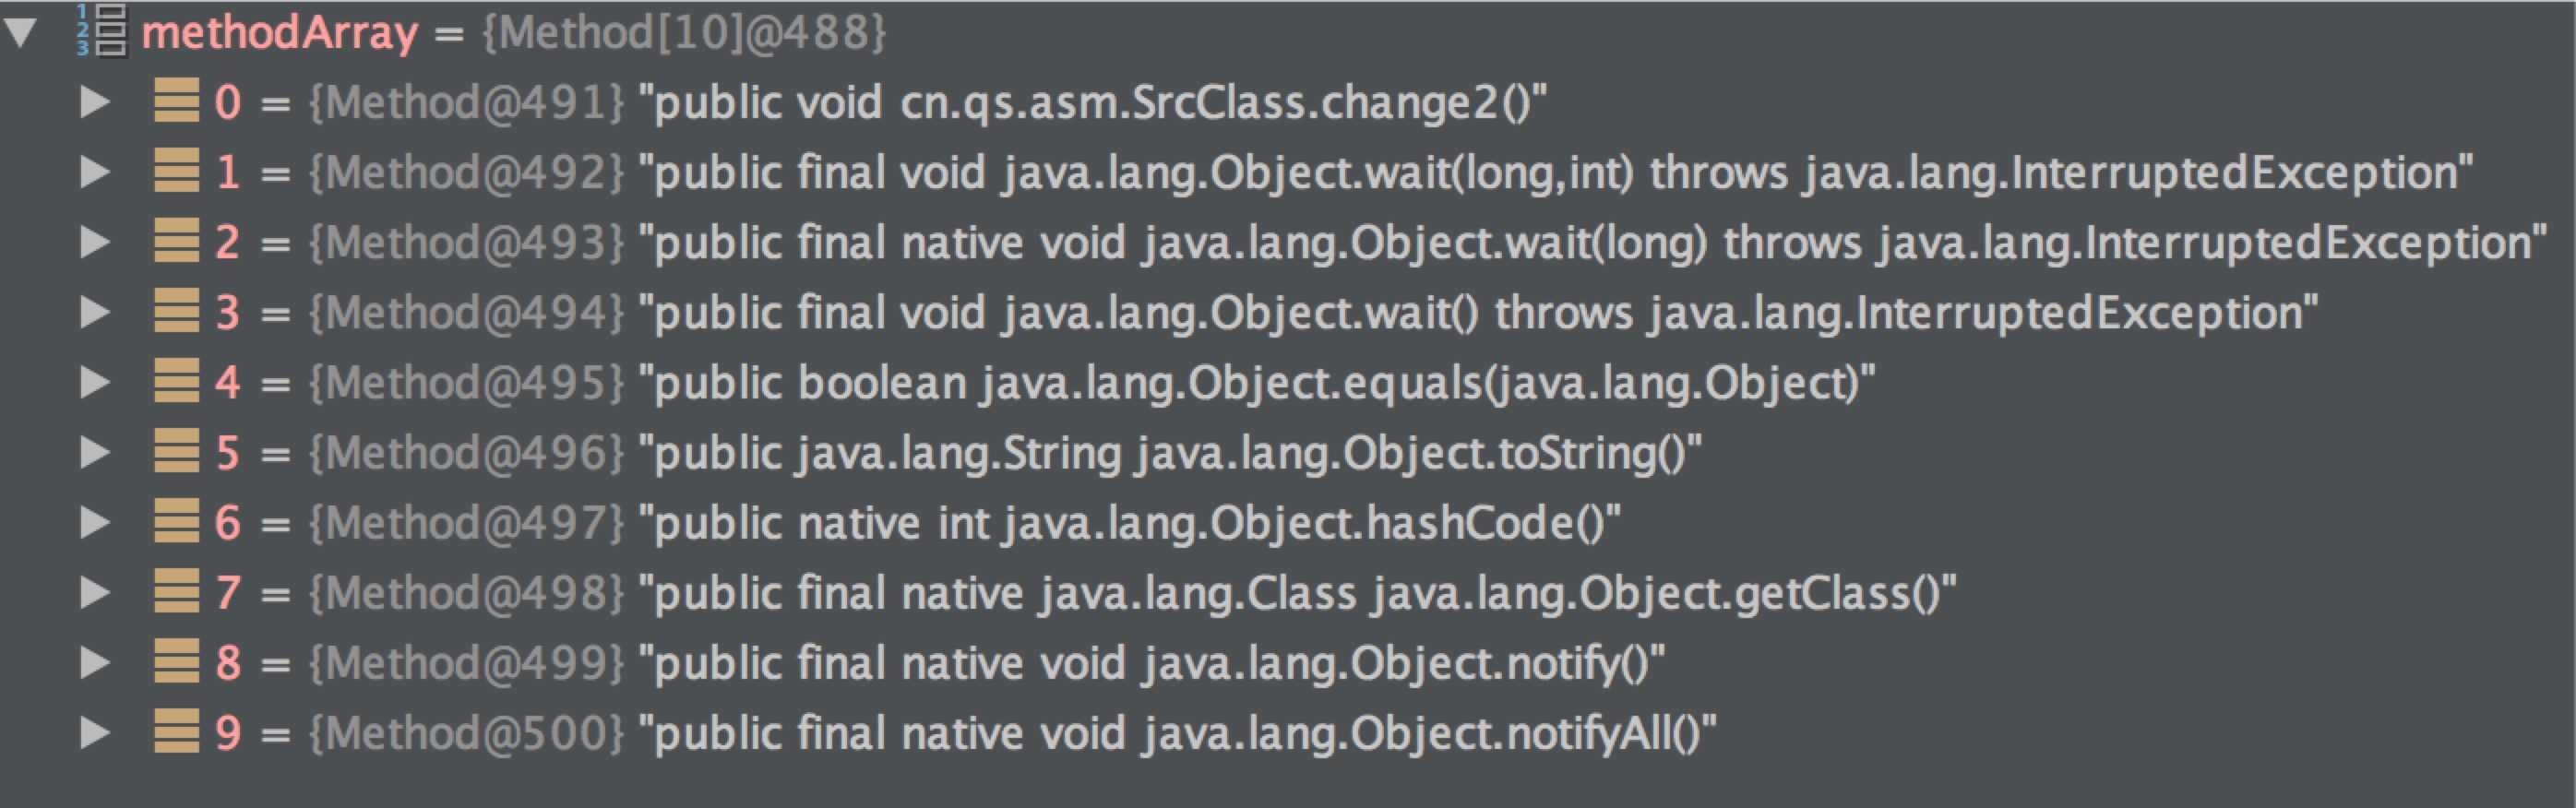 methodArray = {Method[10]@488}
0 = {Method@491} "public void cn.qs.asm.SrcClass.change2()"
1 = {Method@492} "public final void java.lang.Object.wait(long,int) throws java.lang.InterruptedException"
2 = {Method@493} "public final native void java.lang.Object.wait(long) throws java.lang.InterruptedException"
3 = {Method@494} "public final void java.lang.Object.wait() throws java.lang.InterruptedException"
4 = {Method@495} "public boolean java.lang.Object.equals(java.lang.Object)"
5 = {Method@496} "public java.lang.String java.lang.Object.toString()"
6 = {Method@497} "public native int java.lang.Object.hashCode()"
7 = {Method@498} "public final native java.lang.Class java.lang.Object.getClass()"
8 = {Method@499} "public final native void java.lang.Object.notify()"
9 = {Method@500} "public final native void java.lang.Object.notifyAll()"